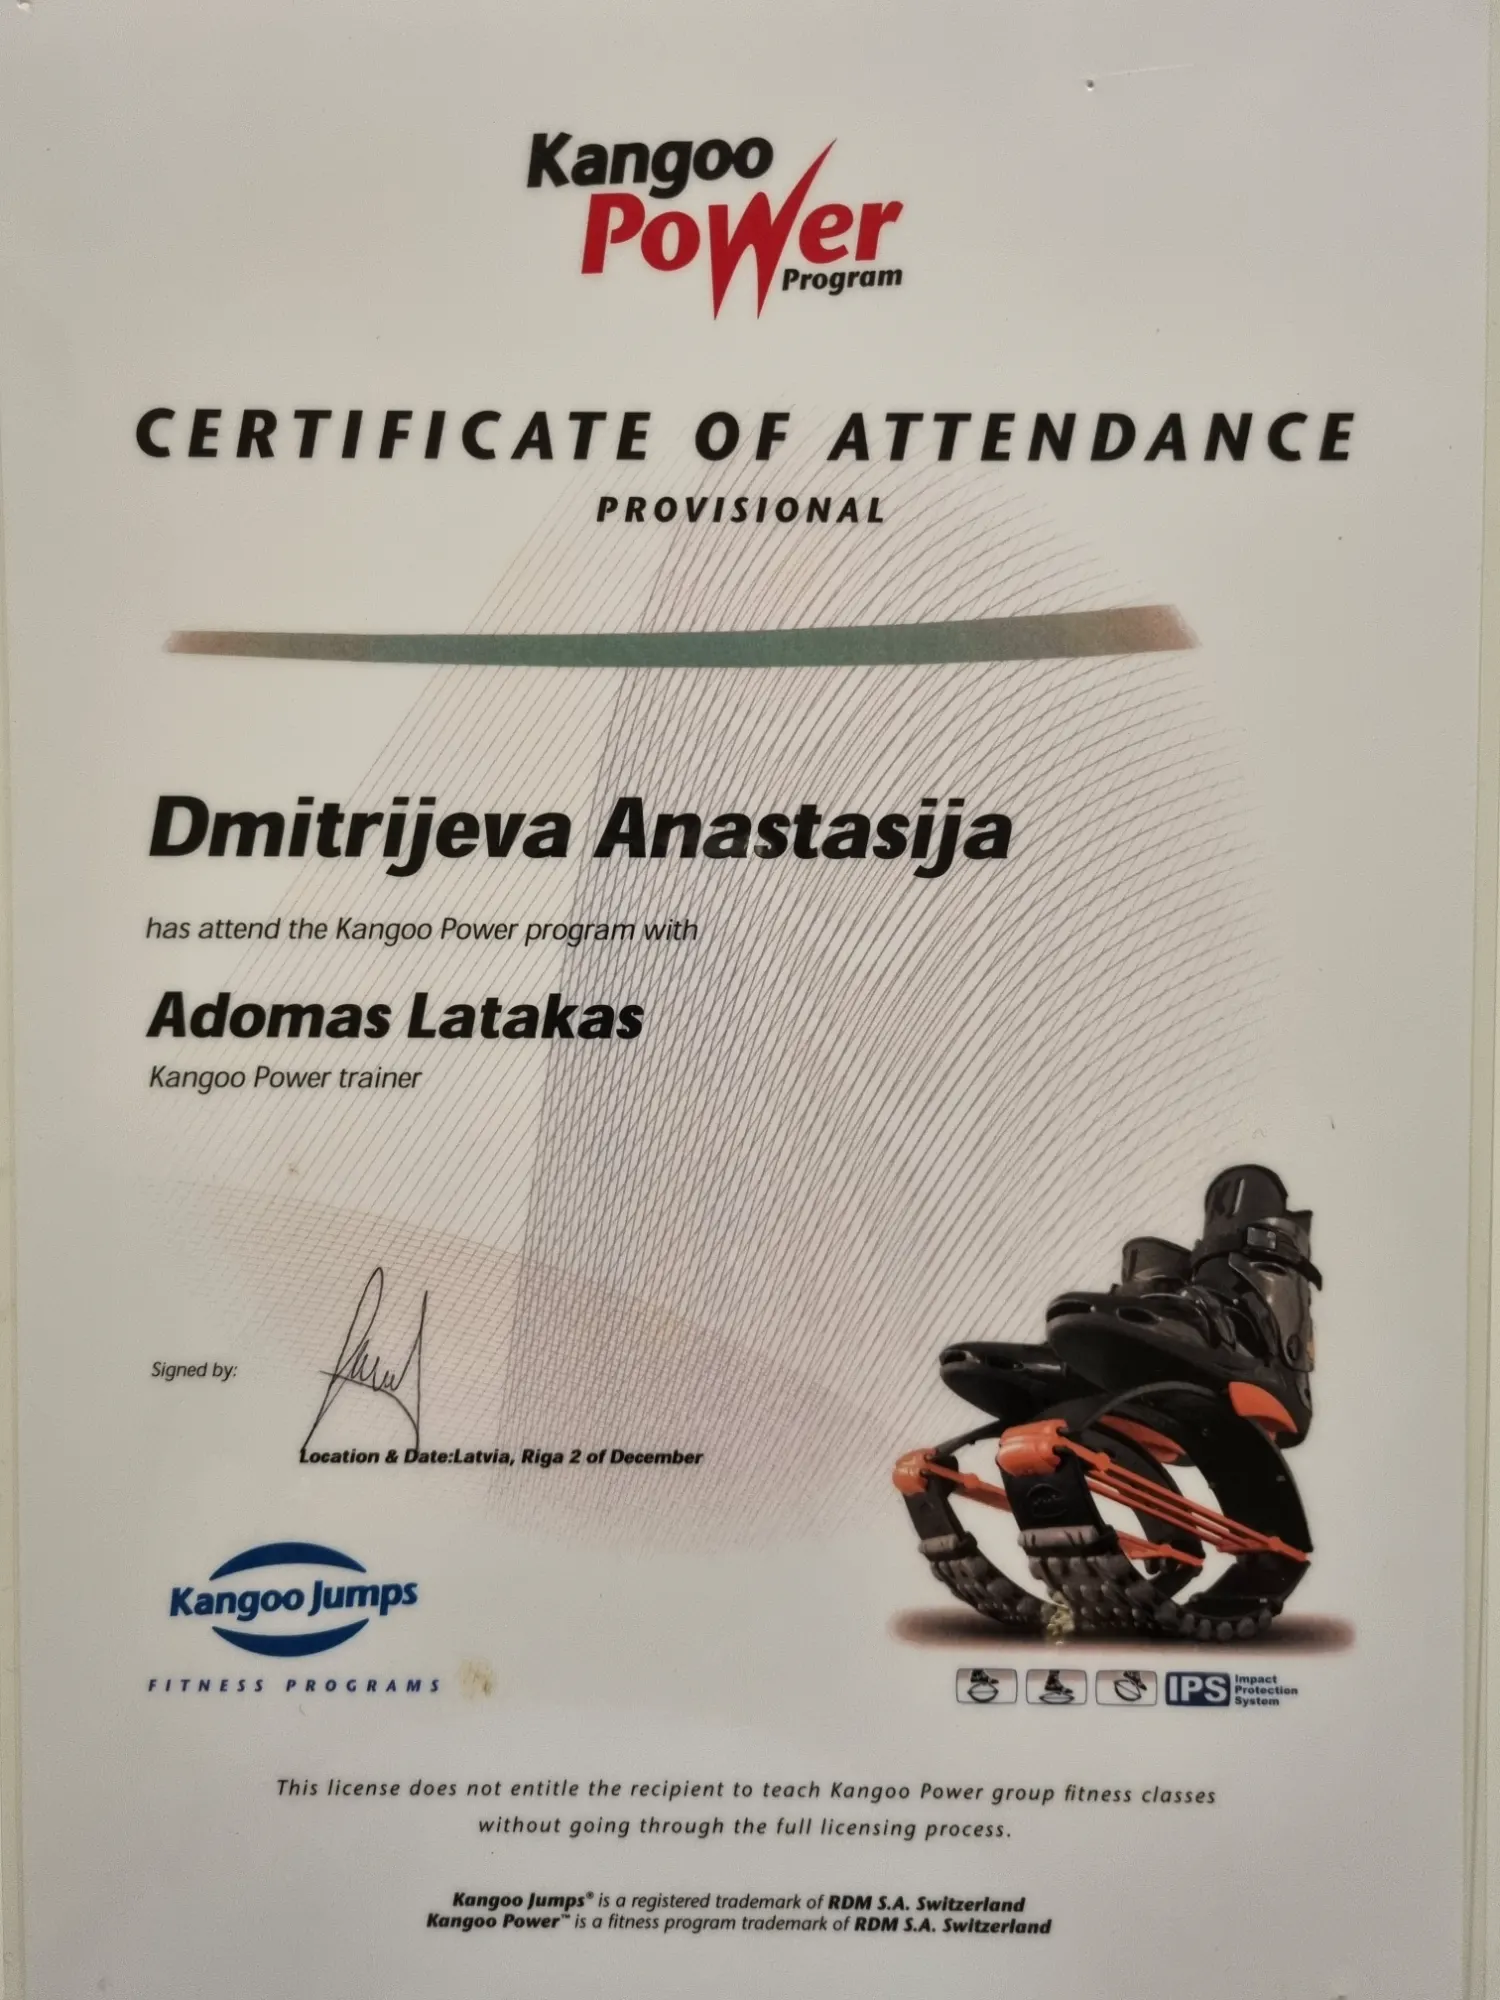 Kangoo
Power
Program
CERTIFICATE OF ATTENDANCE
PROVISIONAL
Dmitrijeva Anastasija
has attend the Kangoo Power program with
Adomas Latakas
Kangoo Power trainer
Signed by:
Location & Date:Latvia, Riga 2 of December
Kangoo Jumps
FITNESS PROGRAMS
IPS Impact
Protection
System
This license does not entitle the recipient to teach Kangoo Power group fitness classes
without going through the full licensing process.
Kangoo Jumps® is a registered trademark of RDM S.A. Switzerland
Kangoo Power™ is a fitness program trademark of RDM S.A. Switzerland